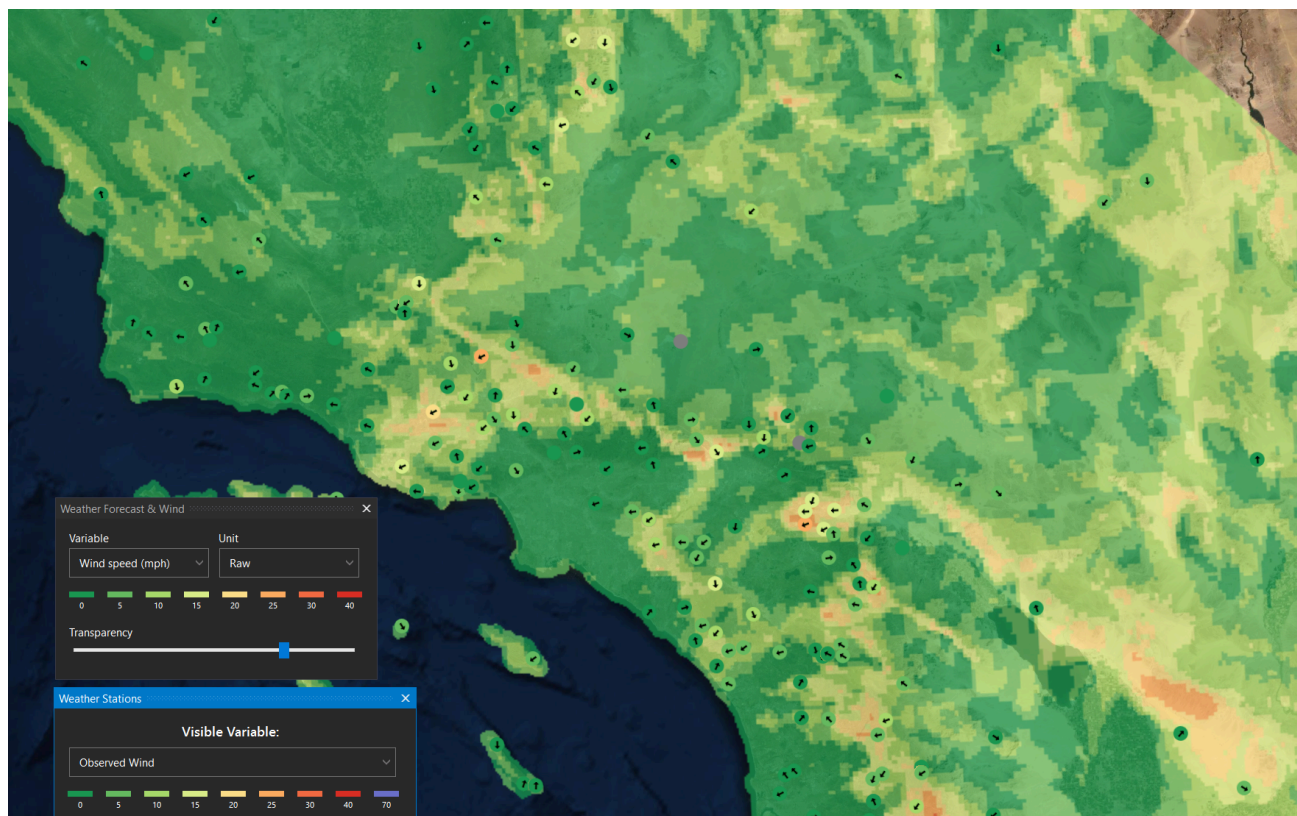 Weather Forecast & Wind
Variable Unit
Wind speed (mph) Raw
0 5 10 15 20 25 30 40
Transparency
Weather Stations
Visible Variable:
Observed Wind
0 5 10 15 20 25 30 40 70